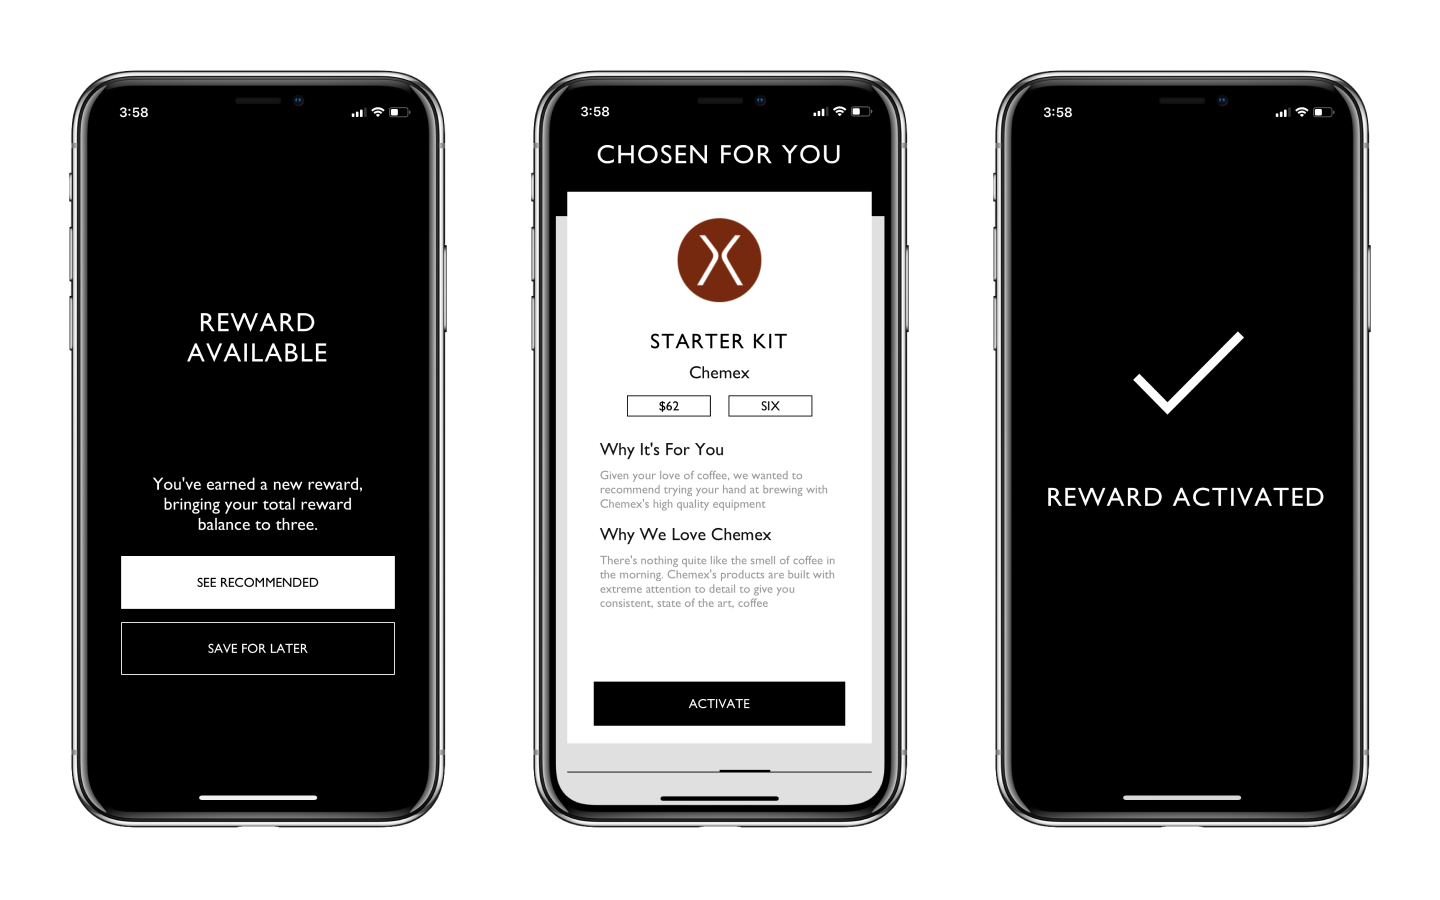 3:58
REWARD
AVAILABLE
You've earned a new reward,
bringing your total reward
balance to three.
SEE RECOMMENDED
SAVE FOR LATER
3:58
CHOSEN FOR YOU
STARTER KIT
Chemex
$62
SIX
Why It's For You
Given your love of coffee, we wanted to
recommend trying your hand at brewing with
Chemex's high quality equipment
Why We Love Chemex
There's nothing quite like the smell of coffee in
the morning. Chemex's products are built with
extreme attention to detail to give you
consistent, state of the art, coffee
ACTIVATE
3:58
REWARD ACTIVATED